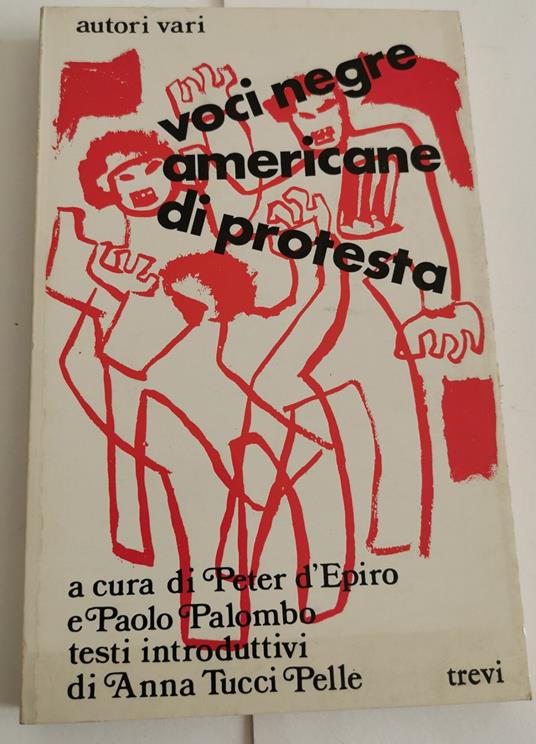 autori vari
voci negre
americane
di protesta
a cura di Peter d'Epiro
e Paolo Palombo
testi introduttivi
di Anna Tucci Pelle
trevi